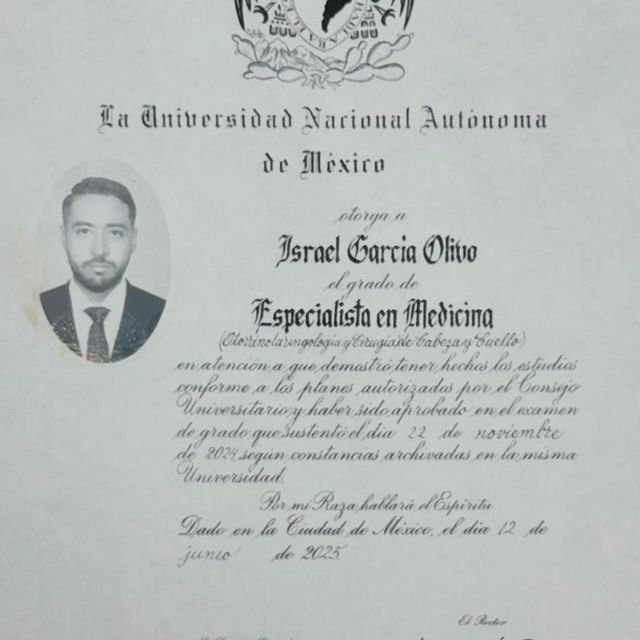 La Universidad Nacional Autónoma
de México
otorga a
Israel García Olivo
el grado de
Especialista en Medicina
(Otorrinolaringología y Cirugía de Cabeza y Cuello)
en atención a que demostró tener hechos los estudios
conforme a los planes autorizados por el Consejo
Universitario y haber sido aprobado en el examen
de grado que sustentó el día 22 de noviembre
de 2024 según constancias archivadas en la misma
Universidad.
Por mi Raza hablará el Espíritu
Dado en la Ciudad de México, el día 12 de
junio de 2025.
El Rector